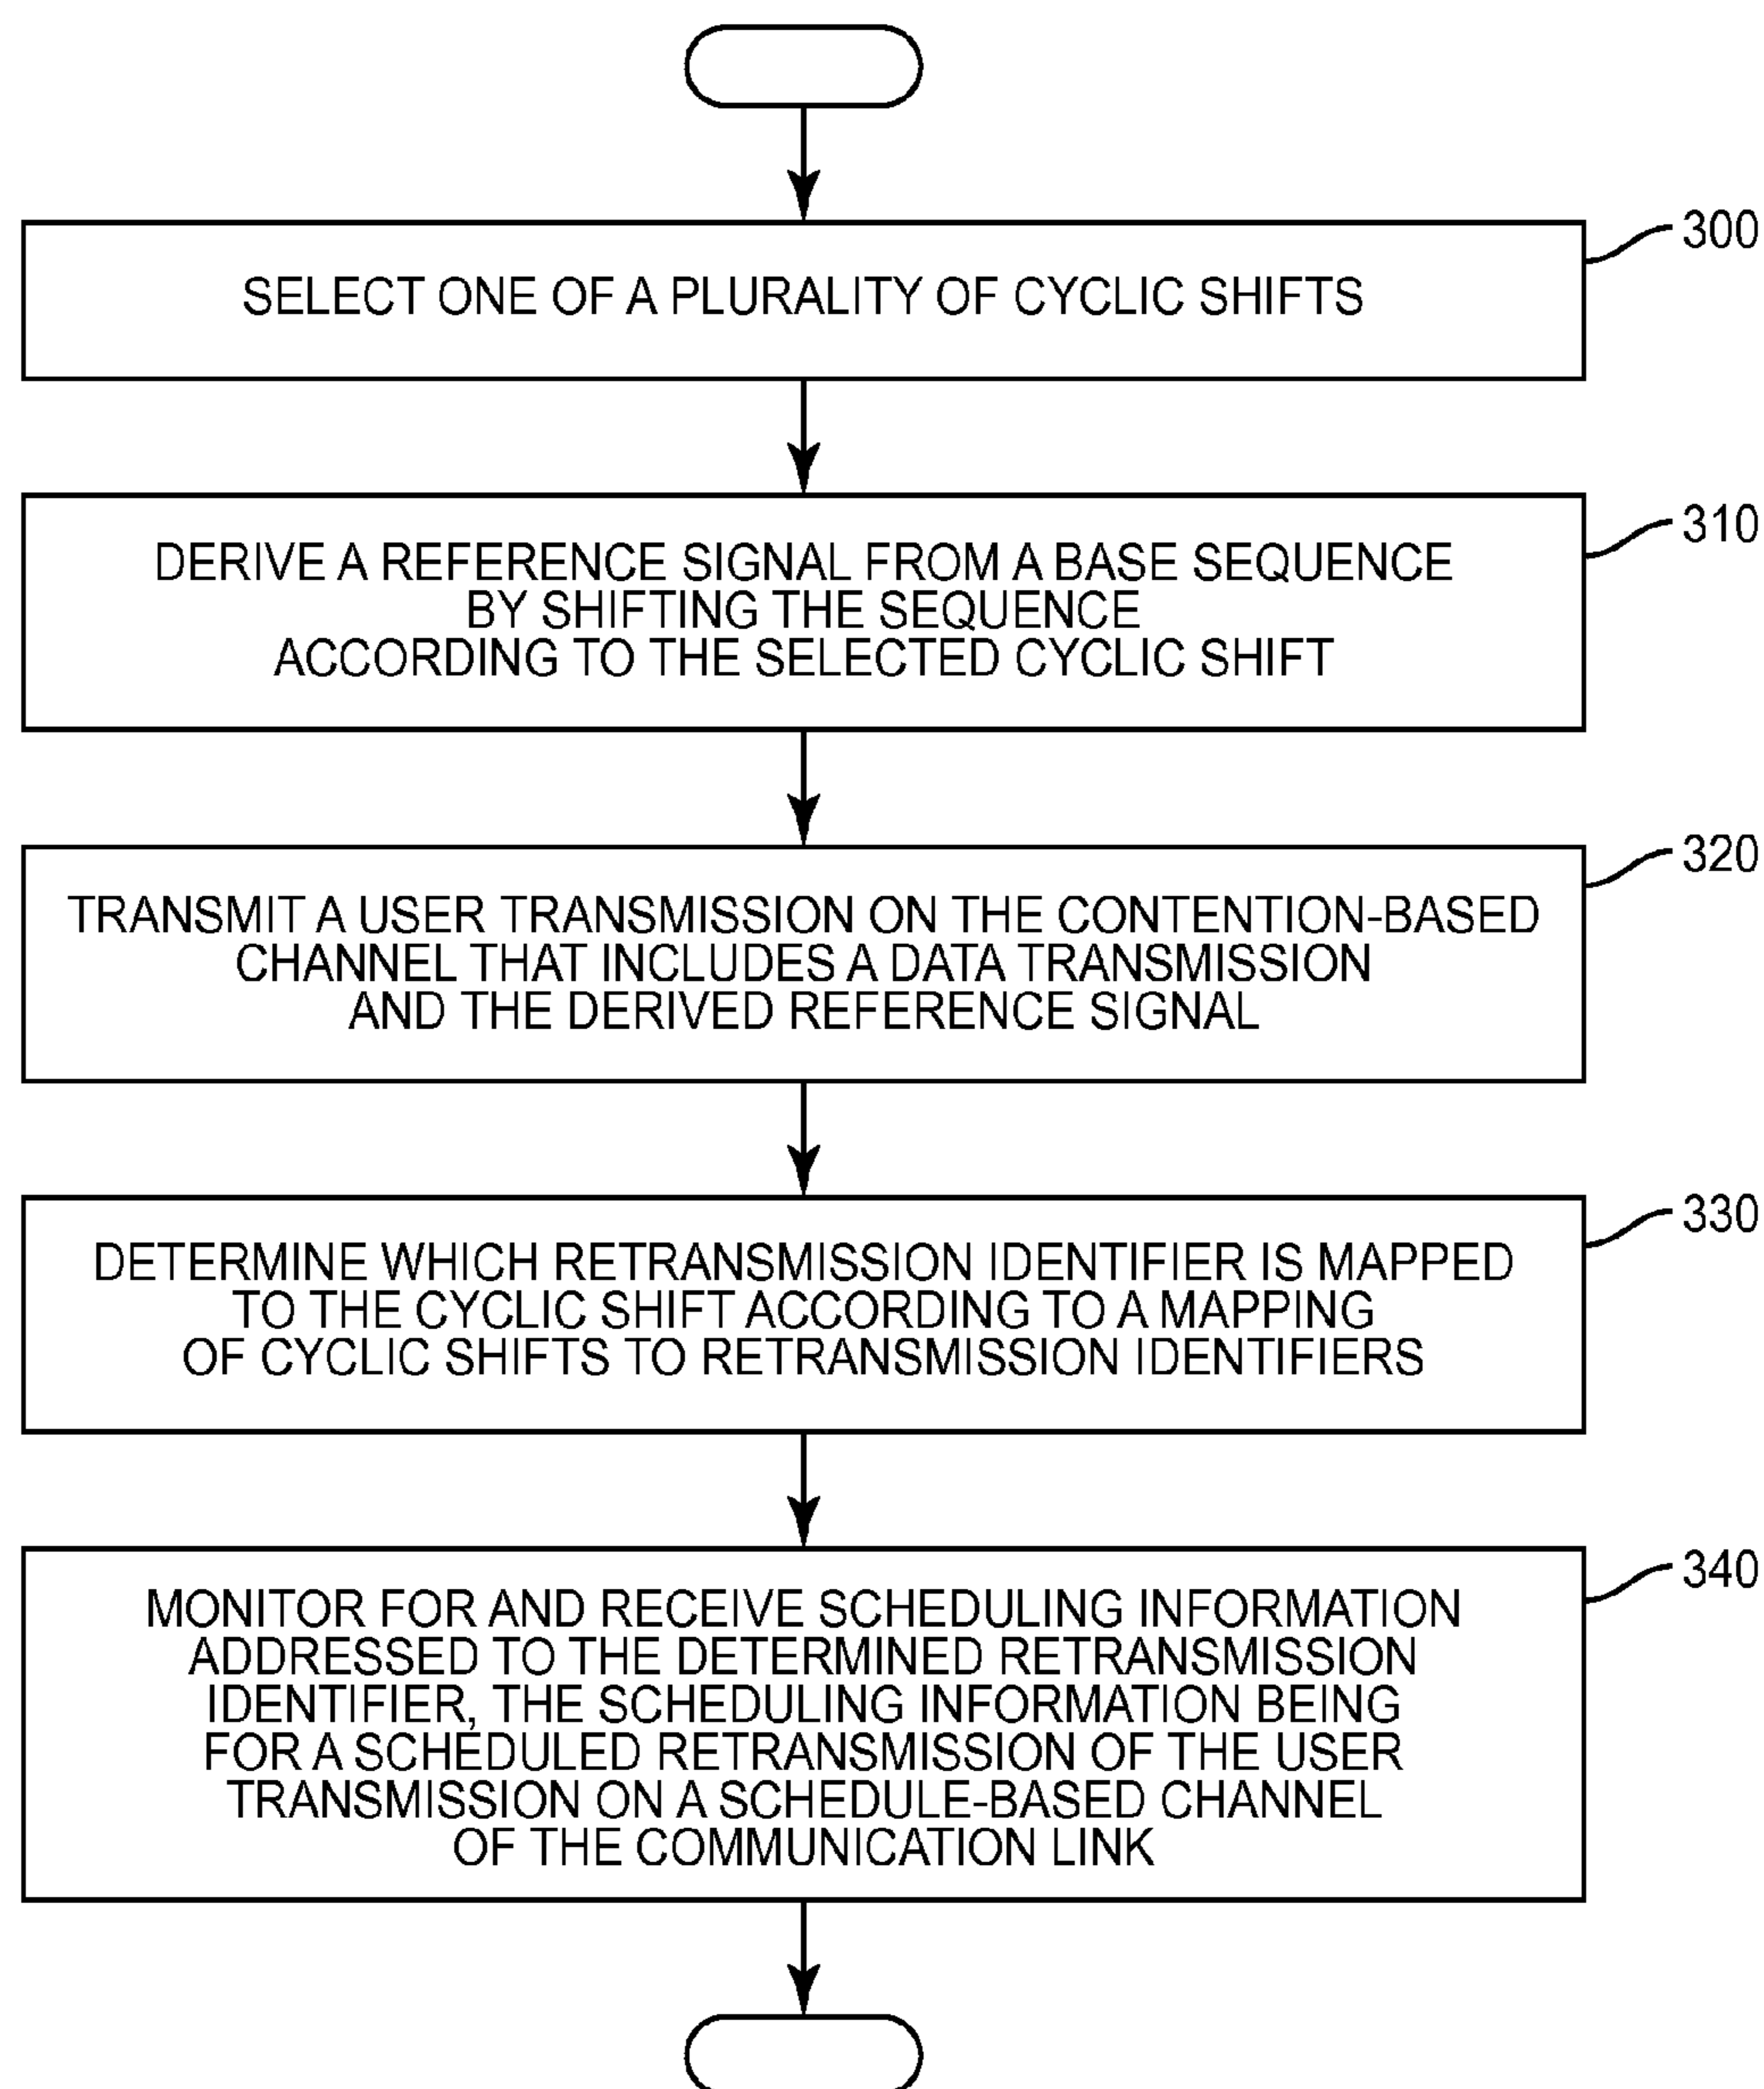 300
SELECT ONE OF A PLURALITY OF CYCLIC SHIFTS
310
DERIVE A REFERENCE SIGNAL FROM A BASE SEQUENCE
BY SHIFTING THE SEQUENCE
ACCORDING TO THE SELECTED CYCLIC SHIFT
320
TRANSMIT A USER TRANSMISSION ON THE CONTENTION-BASED
CHANNEL THAT INCLUDES A DATA TRANSMISSION
AND THE DERIVED REFERENCE SIGNAL
330
DETERMINE WHICH RETRANSMISSION IDENTIFIER IS MAPPED
TO THE CYCLIC SHIFT ACCORDING TO A MAPPING
OF CYCLIC SHIFTS TO RETRANSMISSION IDENTIFIERS
340
MONITOR FOR AND RECEIVE SCHEDULING INFORMATION
ADDRESSED TO THE DETERMINED RETRANSMISSION
IDENTIFIER, THE SCHEDULING INFORMATION BEING
FOR A SCHEDULED RETRANSMISSION OF THE USER
TRANSMISSION ON A SCHEDULE-BASED CHANNEL
OF THE COMMUNICATION LINK